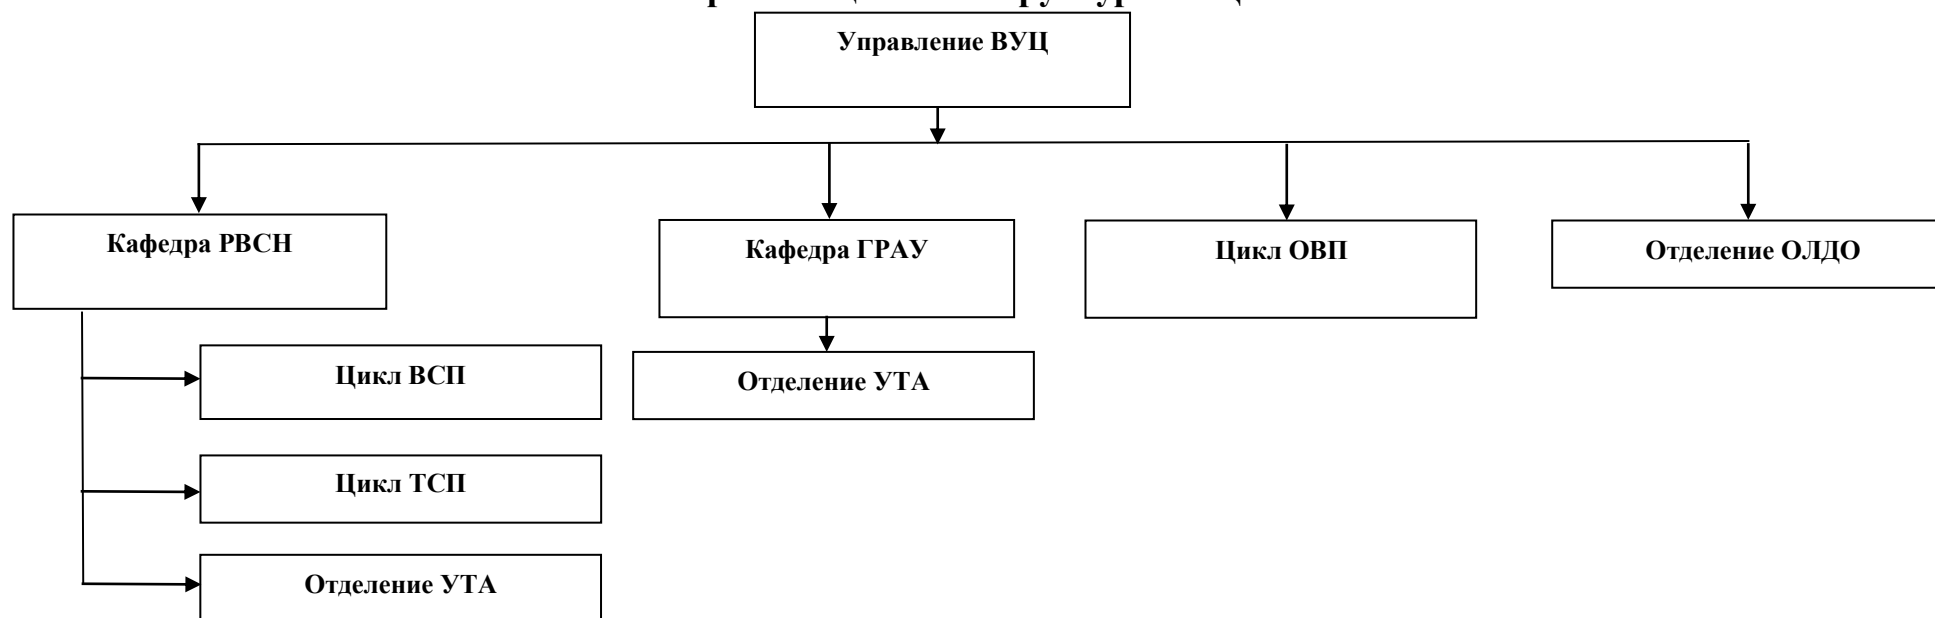 Управление ВУЦ
Кафедра РВСН
Кафедра ГРАУ
Цикл ОВП
Отделение ОЛДО
Цикл ВСП
Отделение УТА
Цикл ТСП
Отделение УТА